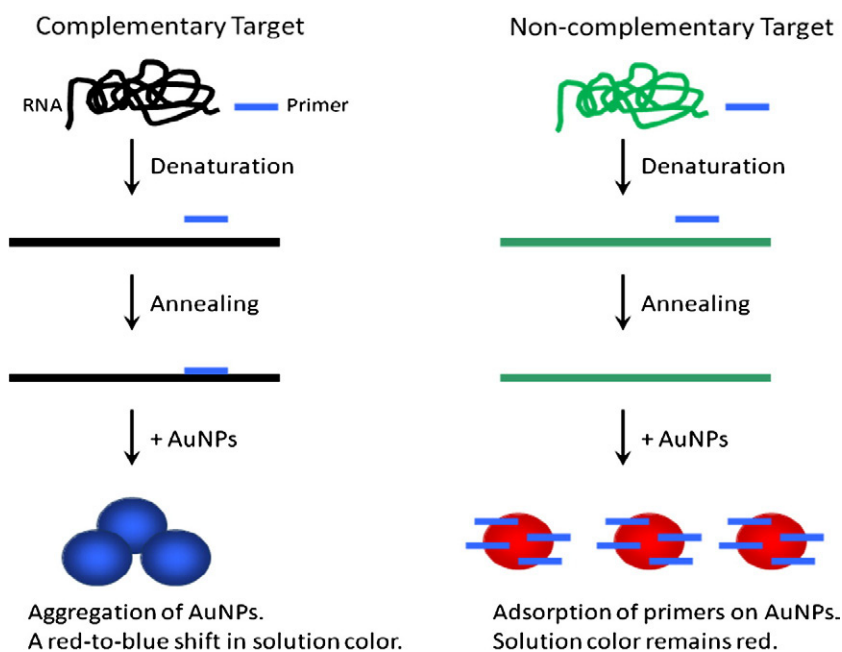 Complementary Target
RNA
Primer
Denaturation
Annealing
+ AuNPs
Aggregation of AuNPs.
A red-to-blue shift in solution color.
Non-complementary Target
Denaturation
Annealing
+ AuNPs
Adsorption of primers on AuNPs.
Solution color remains red.